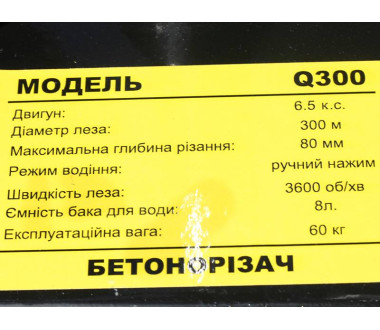 МОДЕЛЬ Q300
Двигун: 6.5 к.с.
Діаметр леза: 300 м
Максимальна глибина різання: 80 мм
Режим водіння: ручний нажим
Швидкість леза: 3600 об/хв
Ємність бака для води: 8л.
Експлуатаційна вага: 60 кг
БЕТОНОРІЗАЧ